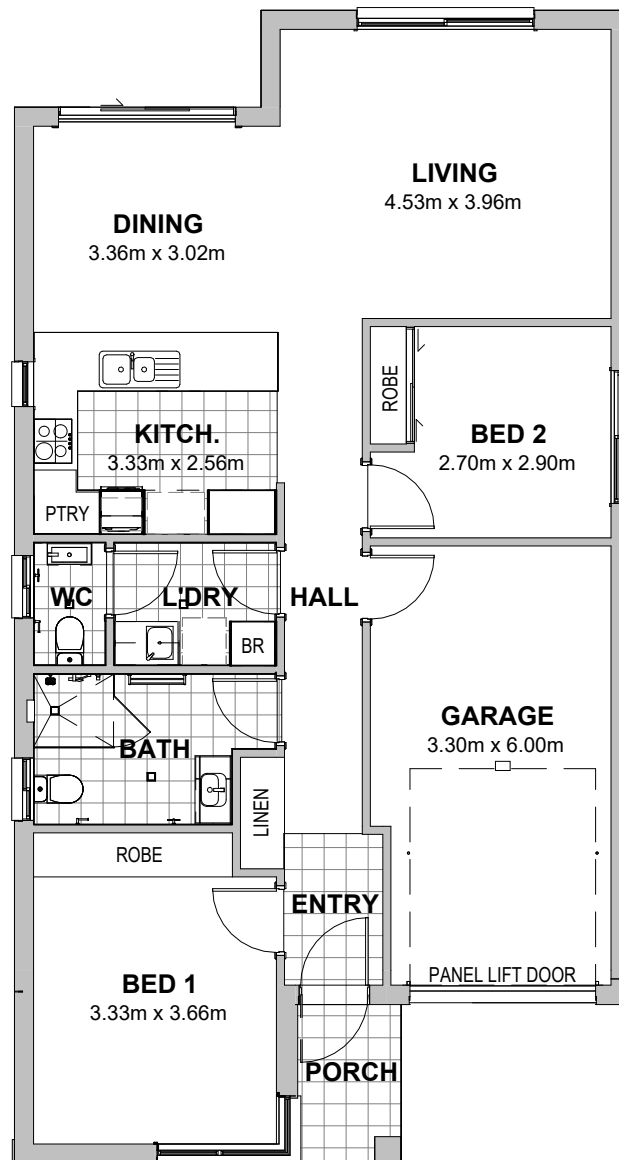 LIVING
4.53m x 3.96m
DINING
3.36m x 3.02m
ROBE
BED 2
2.70m x 2.90m
KITCH.
3.33m x 2.56m
PTRY
WC
L'DRY
HALL
BR
GARAGE
3.30m x 6.00m
BATH
LINEN
ROBE
ENTRY
BED 1
3.33m x 3.66m
PANEL LIFT DOOR
PORCH